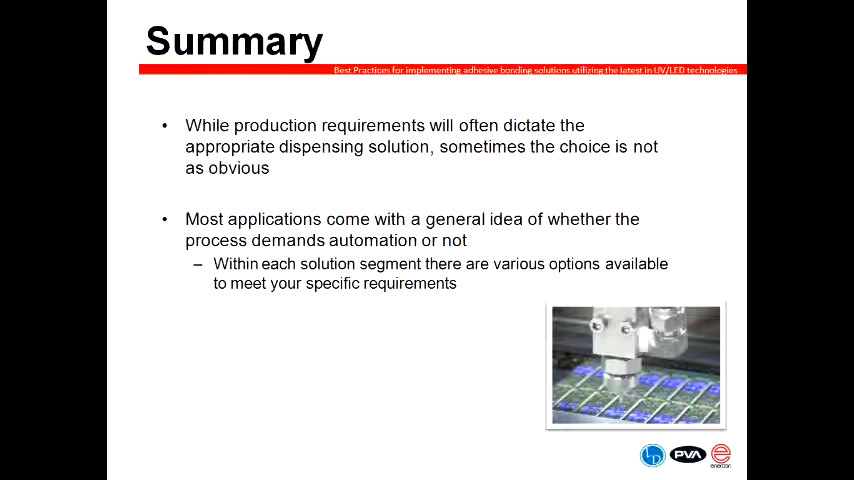 Summary
Best Practices for implementing adhesive bonding solutions utilizing the latest in UV/LED technologies
• While production requirements will often dictate the
appropriate dispensing solution, sometimes the choice is not
as obvious
• Most applications come with a general idea of whether the
process demands automation or not
– Within each solution segment there are various options available
to meet your specific requirements
LD PVA e
enercon